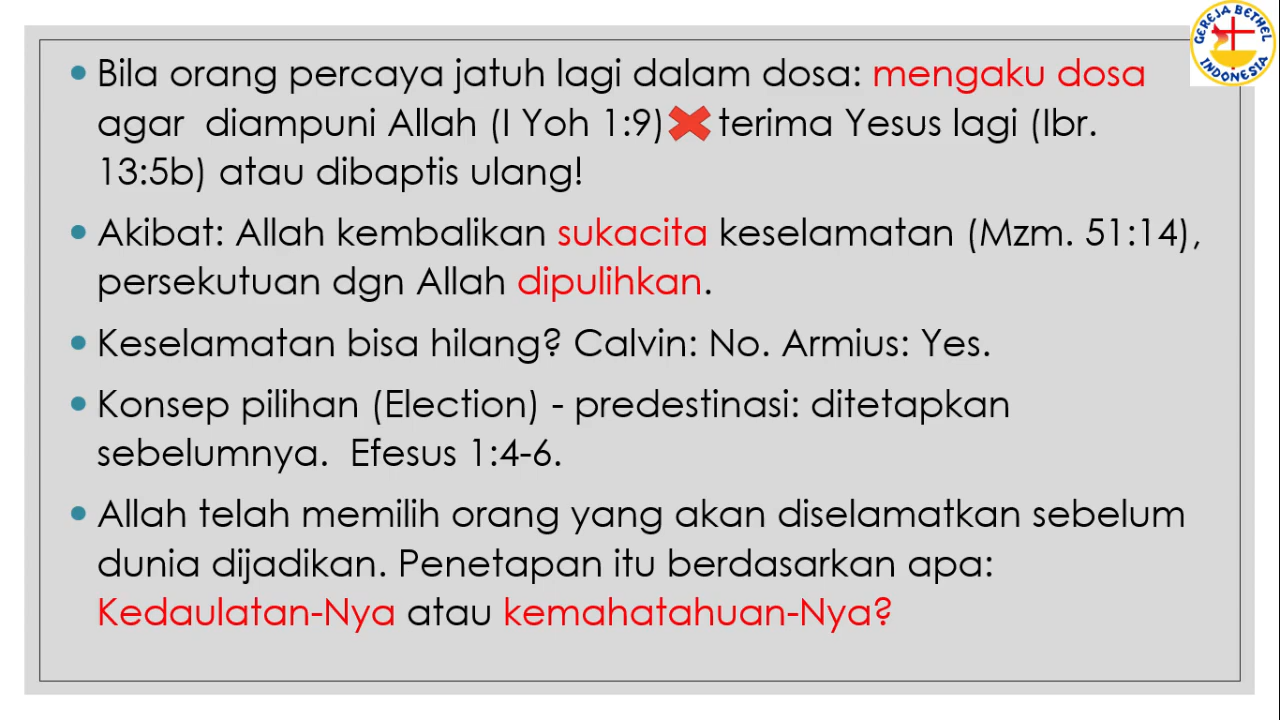 GEREJA BETHEL
INDONESIA
Bila orang percaya jatuh lagi dalam dosa: mengaku dosa
agar diampuni Allah (I Yoh 1:9) terima Yesus lagi (Ibr.
13:5b) atau dibaptis ulang!
Akibat: Allah kembalikan sukacita keselamatan (Mzm. 51:14),
persekutuan dgn Allah dipulihkan.
Keselamatan bisa hilang? Calvin: No. Armius: Yes.
Konsep pilihan (Election) - predestinasi: ditetapkan
sebelumnya. Efesus 1:4-6.
Allah telah memilih orang yang akan diselamatkan sebelum
dunia dijadikan. Penetapan itu berdasarkan apa:
Kedaulatan-Nya atau kemahatahuan-Nya?